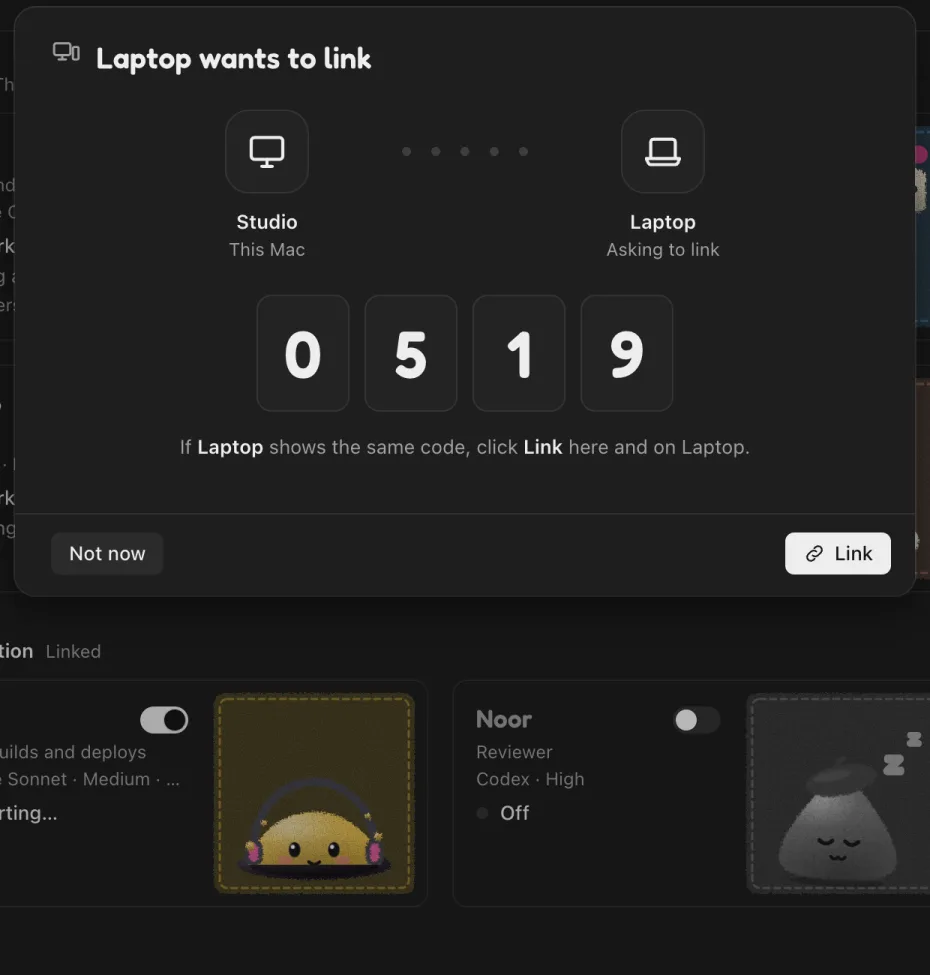 Laptop wants to link
Studio
This Mac
Laptop
Asking to link
0 5 1 9
If Laptop shows the same code, click Link here and on Laptop.
Not now
Link
Linked
and deploys
Sonnet · Medium · ...
Noor
Reviewer
Codex · High
Off